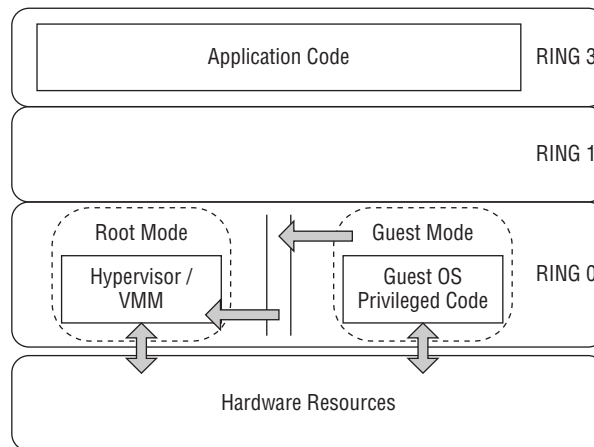 Application Code
RING 3
RING 1
Root Mode
Guest Mode
Hypervisor /
VMM
Guest OS
Privileged Code
RING 0
Hardware Resources